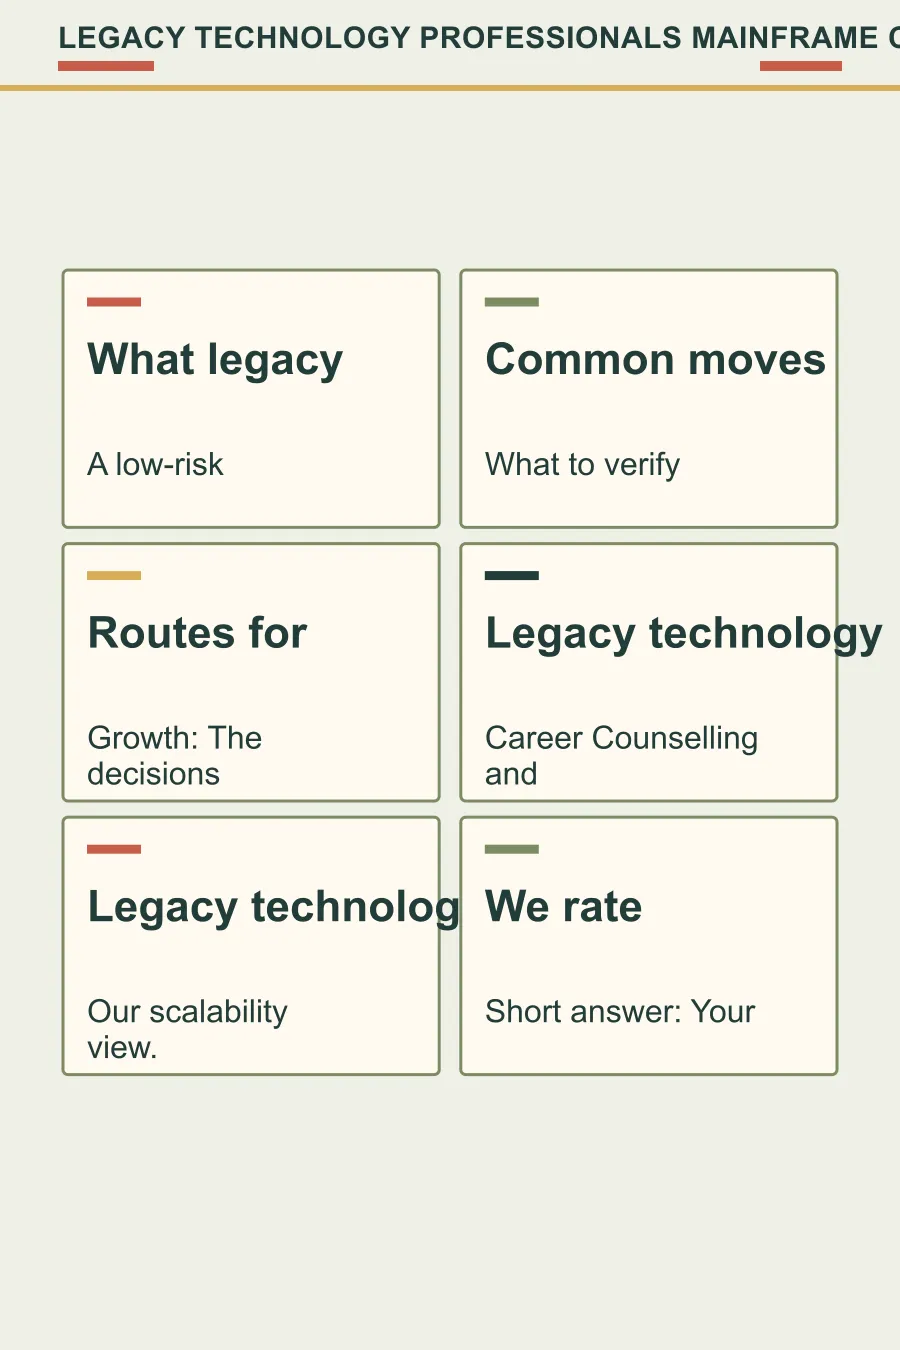 LEGACY TECHNOLOGY PROFESSIONALS MAINFRAME
What legacy
A low-risk
Common moves
What to verify
Routes for
Growth: The
decisions
Legacy technology
Career Counselling
and
Legacy technolog
Our scalability
view.
We rate
Short answer: Your